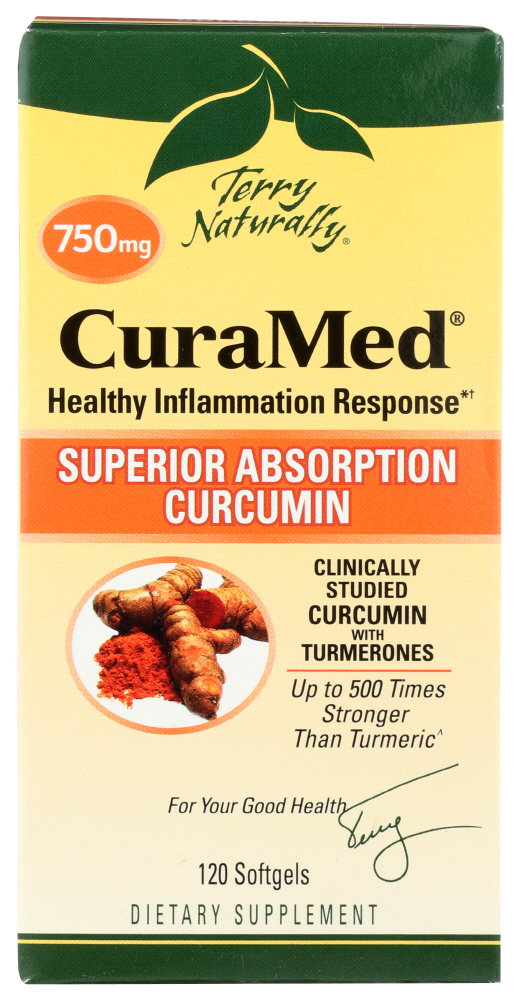 Terry
Naturally®
750mg
CuraMed®
Healthy Inflammation Response*†
SUPERIOR ABSORPTION
CURCUMIN
CLINICALLY
STUDIED
CURCUMIN
WITH
TURMERONES
Up to 500 Times
Stronger
Than Turmeric^
For Your Good Health,
Terry
120 Softgels
DIETARY SUPPLEMENT